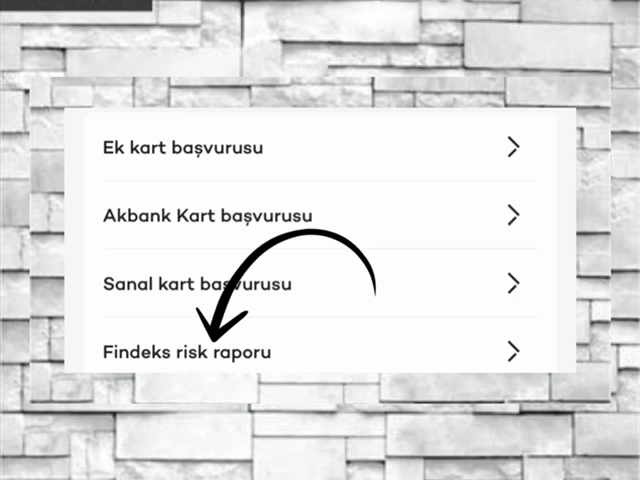 Ek kart başvurusu
Akbank Kart başvurusu
Sanal kart başvurusu
Findeks risk raporu